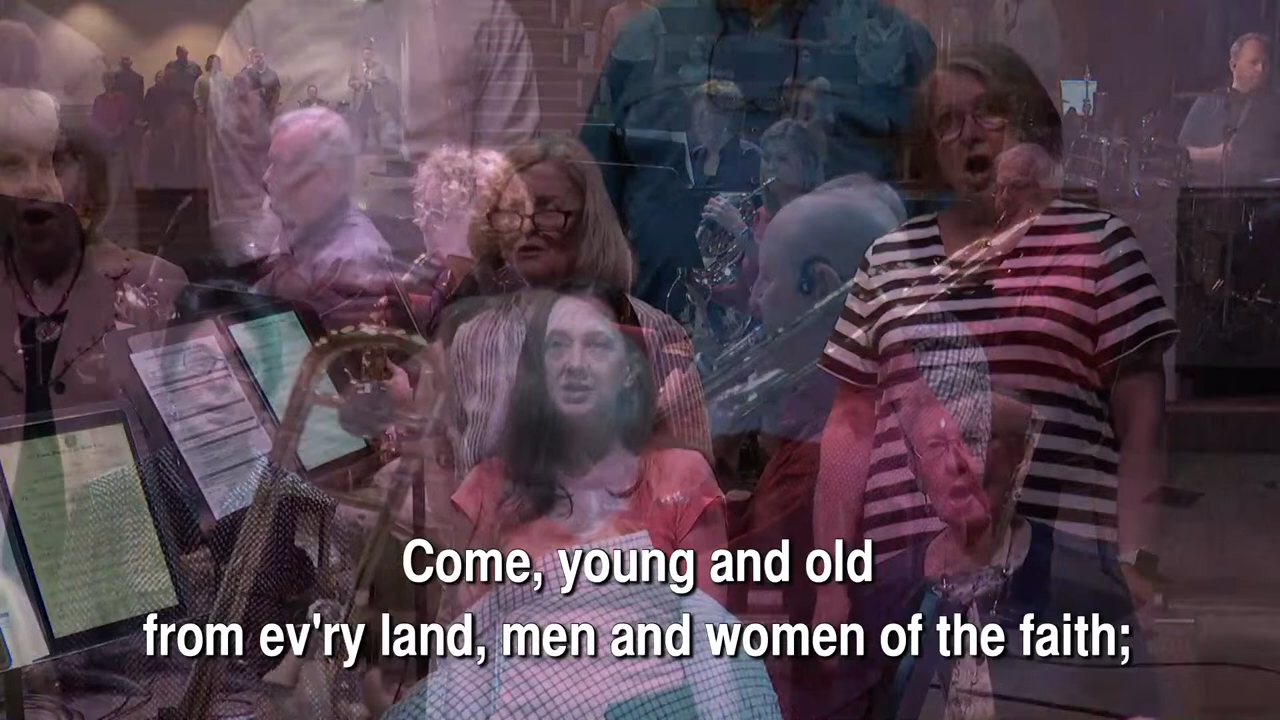 Come, young and old
from ev'ry land, men and women of the faith;